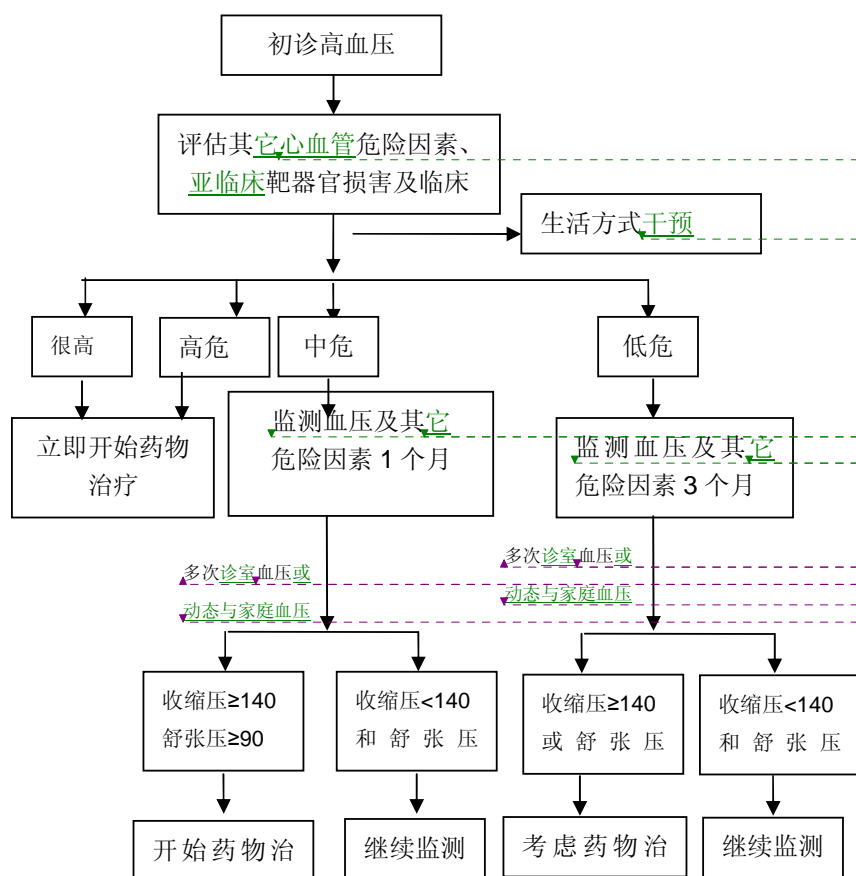 初诊高血压
评估其它心血管危险因素、
亚临床靶器官损害及临床
生活方式干预
很高
高危
中危
低危
立即开始药物
治疗
监测血压及其它
危险因素 1 个月
监测血压及其它
危险因素 3 个月
多次诊室血压或
动态与家庭血压
多次诊室血压或
动态与家庭血压
收缩压≥140
舒张压≥90
收缩压<140
和舒张压
收缩压≥140
或舒张压
收缩压<140
和舒张压
开始药物治
继续监测
考虑药物治
继续监测